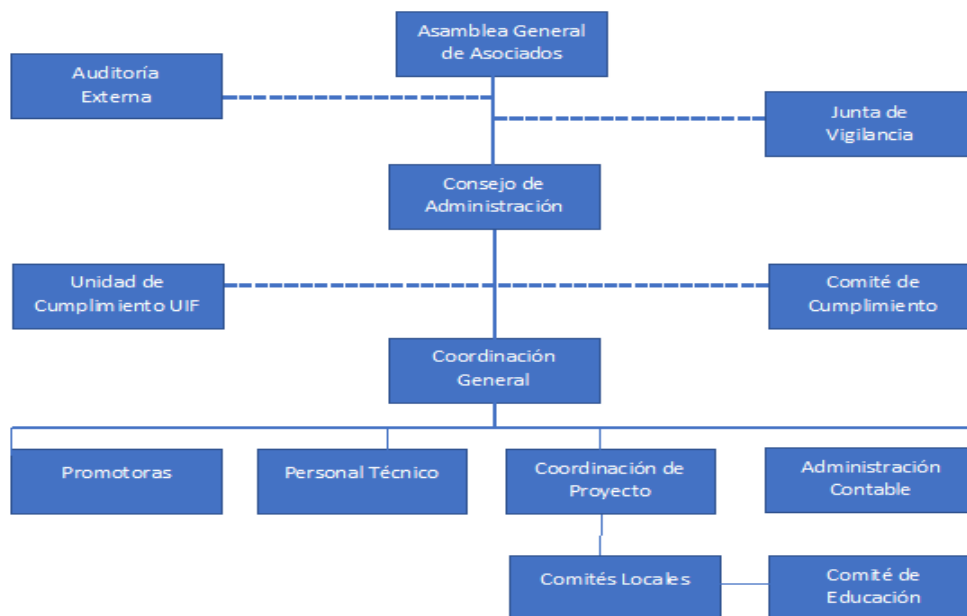 Asamblea General
de Asociados
Auditoría
Externa
Junta de
Vigilancia
Consejo de
Administración
Unidad de
Cumplimiento UIF
Comité de
Cumplimiento
Coordinación
General
Promotoras
Personal Técnico
Coordinación de
Proyecto
Administración
Contable
Comités Locales
Comité de
Educación